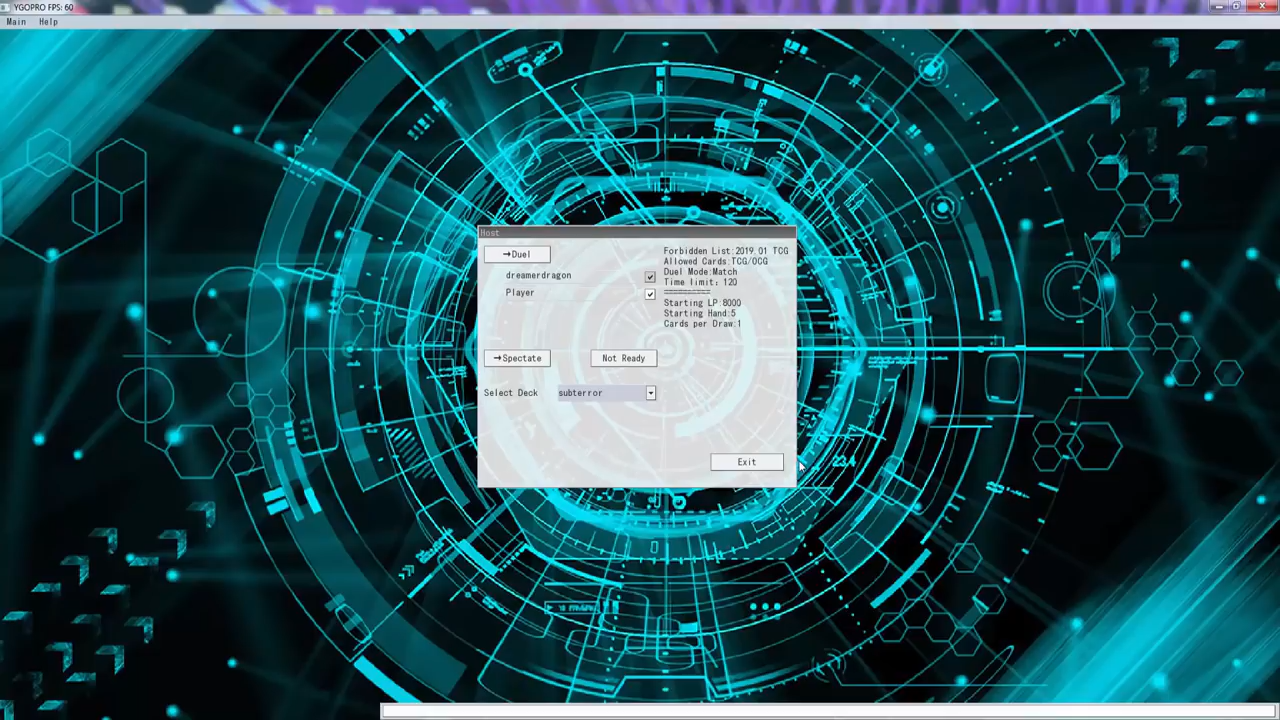 YGOPRO FPS: 60
Main Help
Host
→Duel
dreamerdragon
Player
Forbidden List:2019.01 TCG
Allowed Cards:TCG/OCG
Duel Mode:Match
Time limit: 120
==========
Starting LP:8000
Starting Hand:5
Cards per Draw:1
→Spectate
Not Ready
Select Deck
subterror
Exit
234